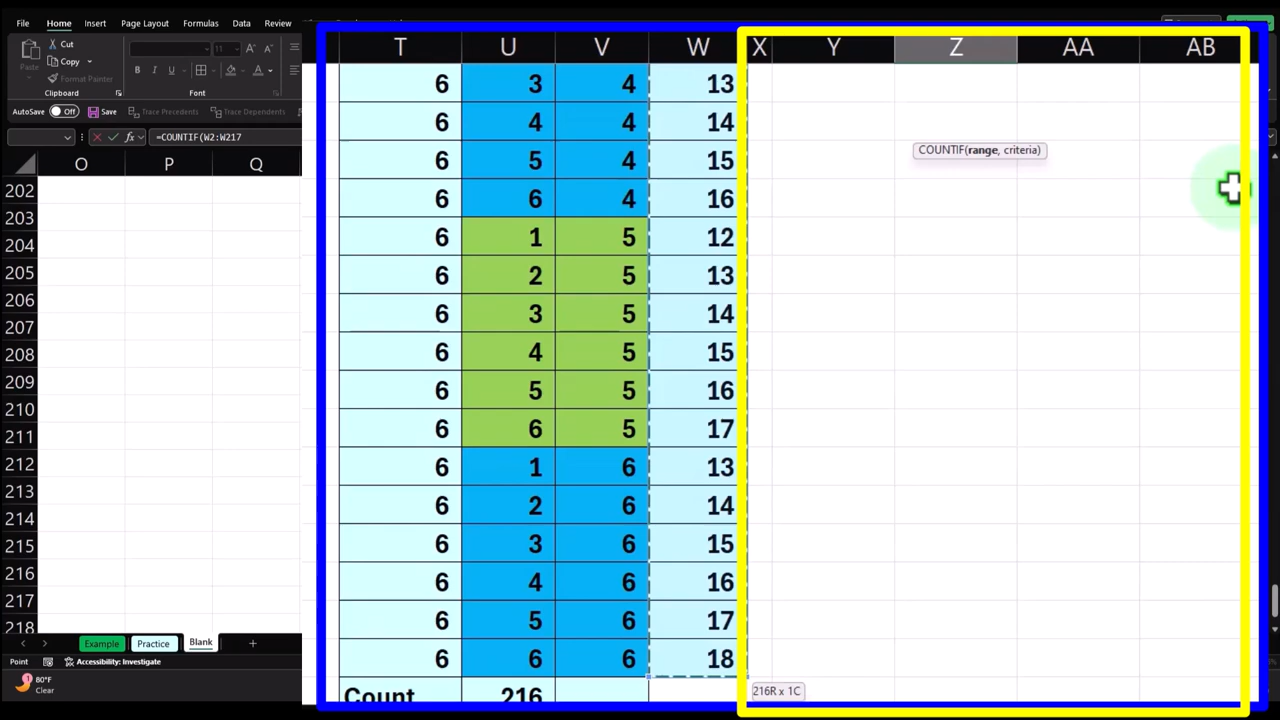 File Home Insert Page Layout Formulas Data
Cut
Copy
Format Painter
Paste
11
B I U
Clipboard Font
AutoSave Off Save Trace Precedents Trace Dependents
fx =COUNTIF(W2:W217
O P Q
202
203
204
205
206
207
208
209
210
211
212
213
214
215
216
217
218
T U V W X Y Z AA AB
6 3 4 13
6 4 4 14
COUNTIF(range, criteria)
6 5 4 15
6 6 4 16
6 1 5 12
6 2 5 13
6 3 5 14
6 4 5 15
6 5 5 16
6 6 5 17
6 1 6 13
6 2 6 14
6 3 6 15
6 4 6 16
6 5 6 17
6 6 6 18
Count 216
216R x 1C
Example Practice Blank
Point Accessibility: Investigate
80°F
Clear